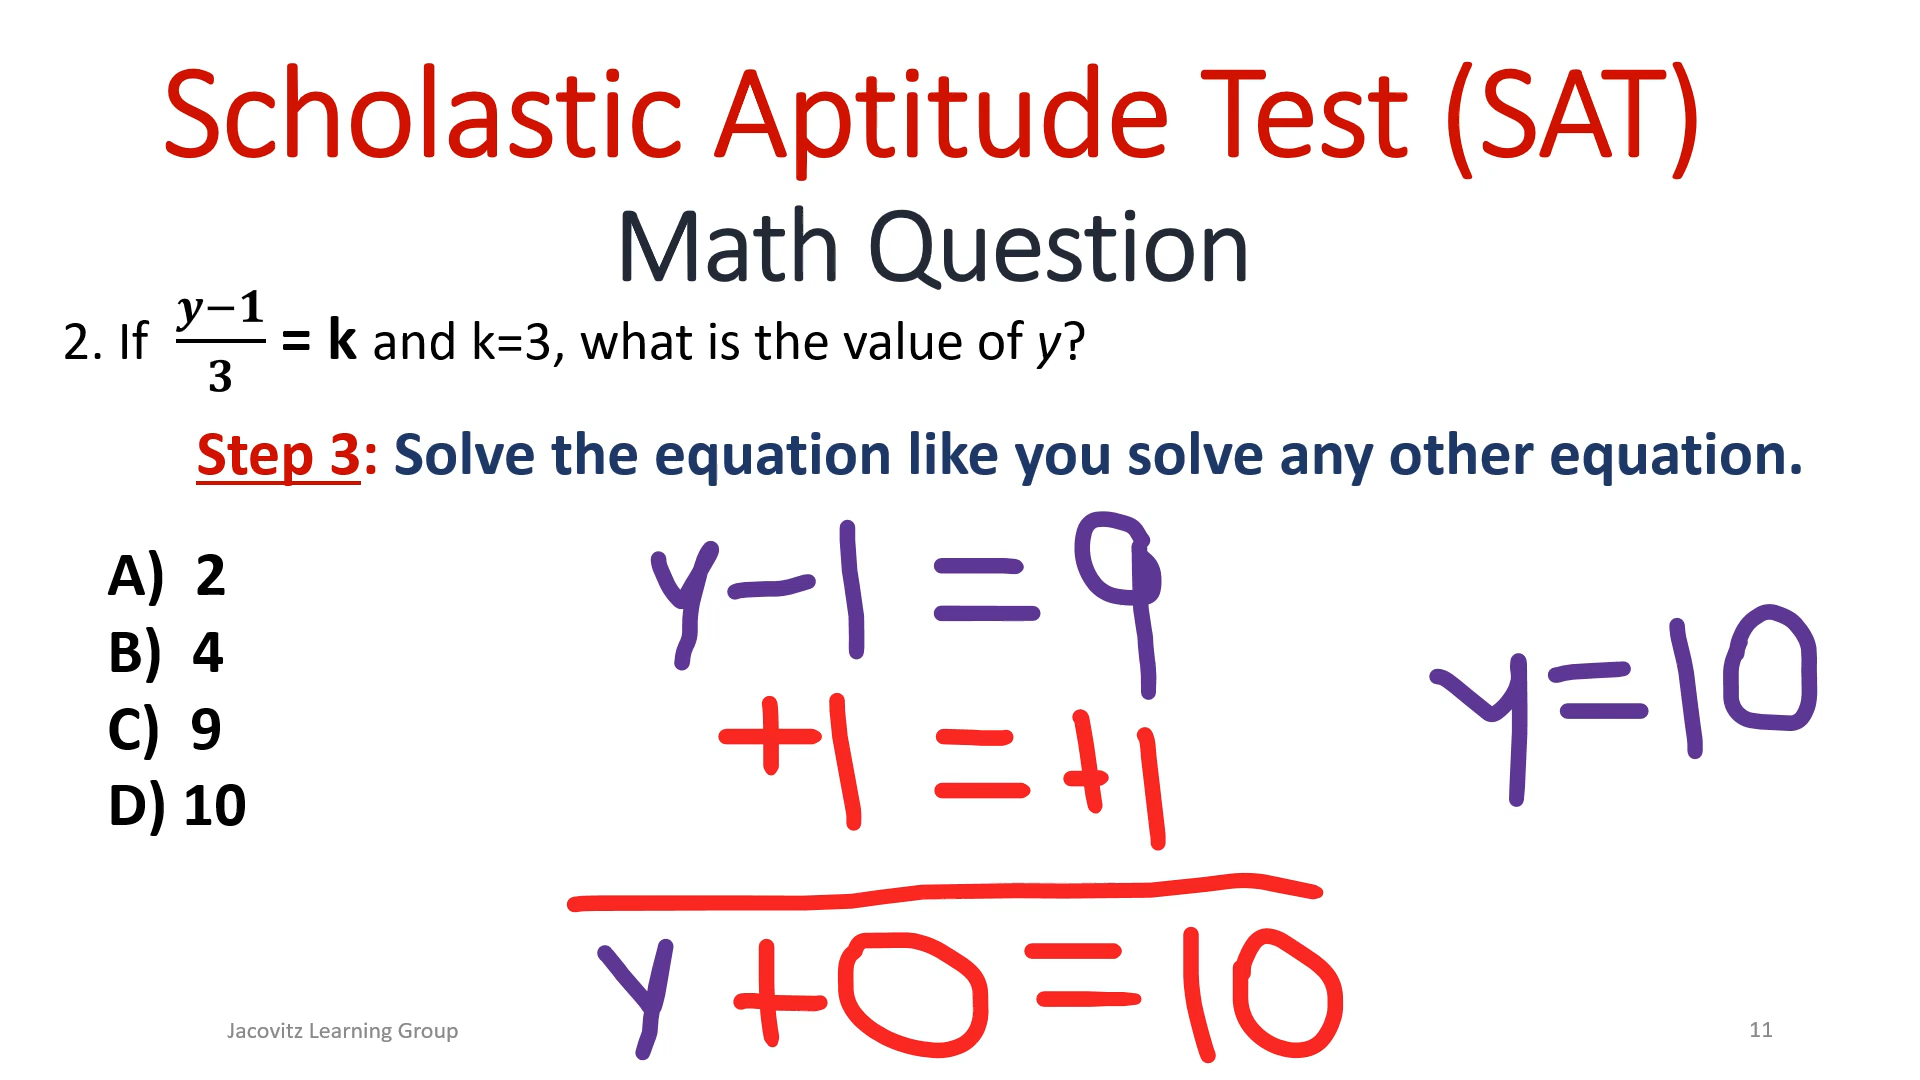 Scholastic Aptitude Test (SAT)
Math Question
2. If (y−1)/3 = k and k=3, what is the value of y?
Step 3: Solve the equation like you solve any other equation.
A) 2
B) 4
C) 9
D) 10
y−1=9
+1=+1
y+0=10
y=10
Jacovitz Learning Group
11